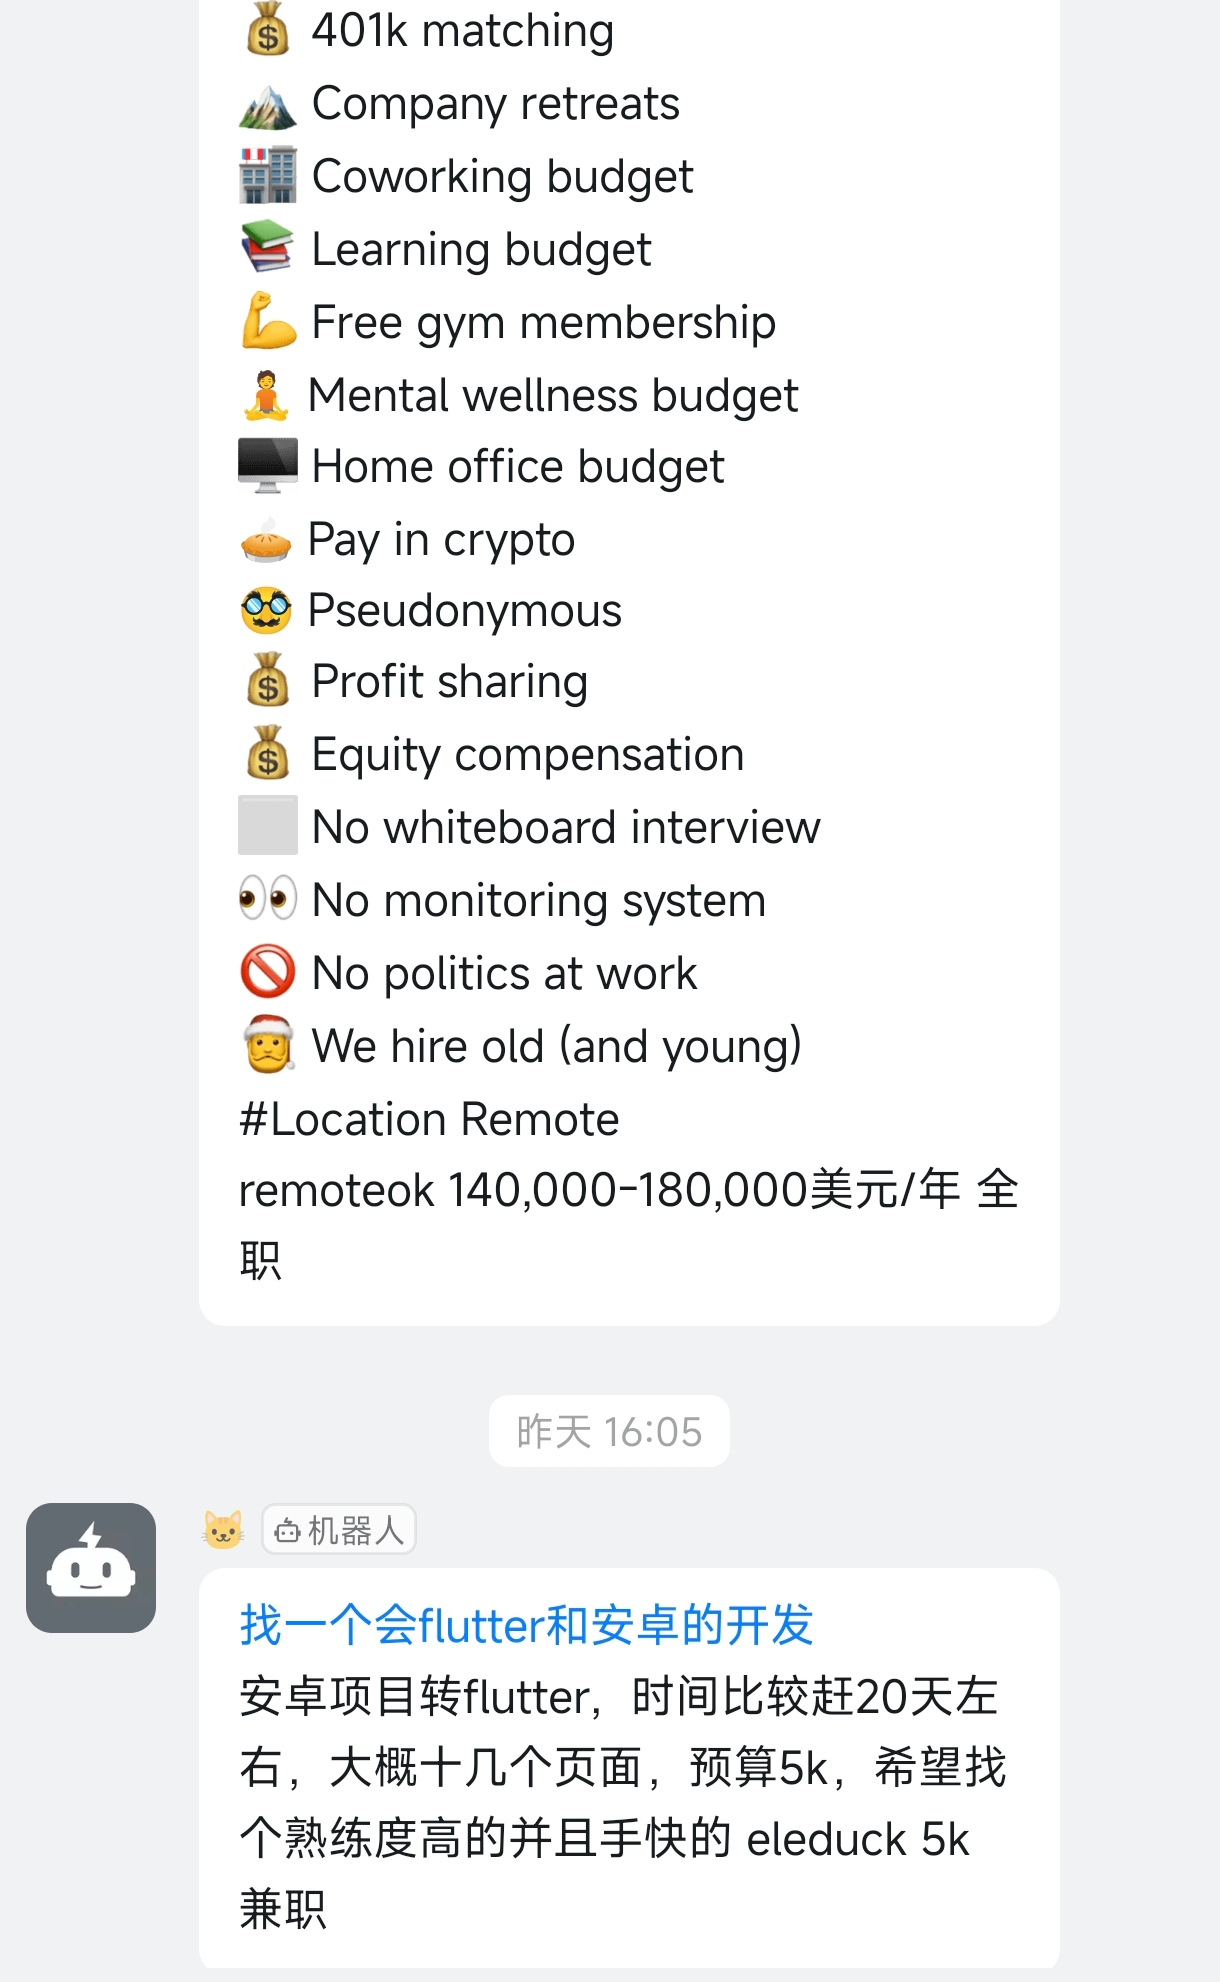 💰 401k matching
🏔 Company retreats
🏬 Coworking budget
📚 Learning budget
💪 Free gym membership
🧘 Mental wellness budget
🖥 Home office budget
🥧 Pay in crypto
🥸 Pseudonymous
💰 Profit sharing
💰 Equity compensation
⬜️ No whiteboard interview
👀 No monitoring system
🚫 No politics at work
🎅 We hire old (and young)
#Location Remote
remoteok 140,000-180,000美元/年 全
职
昨天 16:05
🐱 机器人
找一个会flutter和安卓的开发
安卓项目转flutter,时间比较赶20天左
右,大概十几个页面,预算5k,希望找
个熟练度高的并且手快的 eleduck 5k
兼职